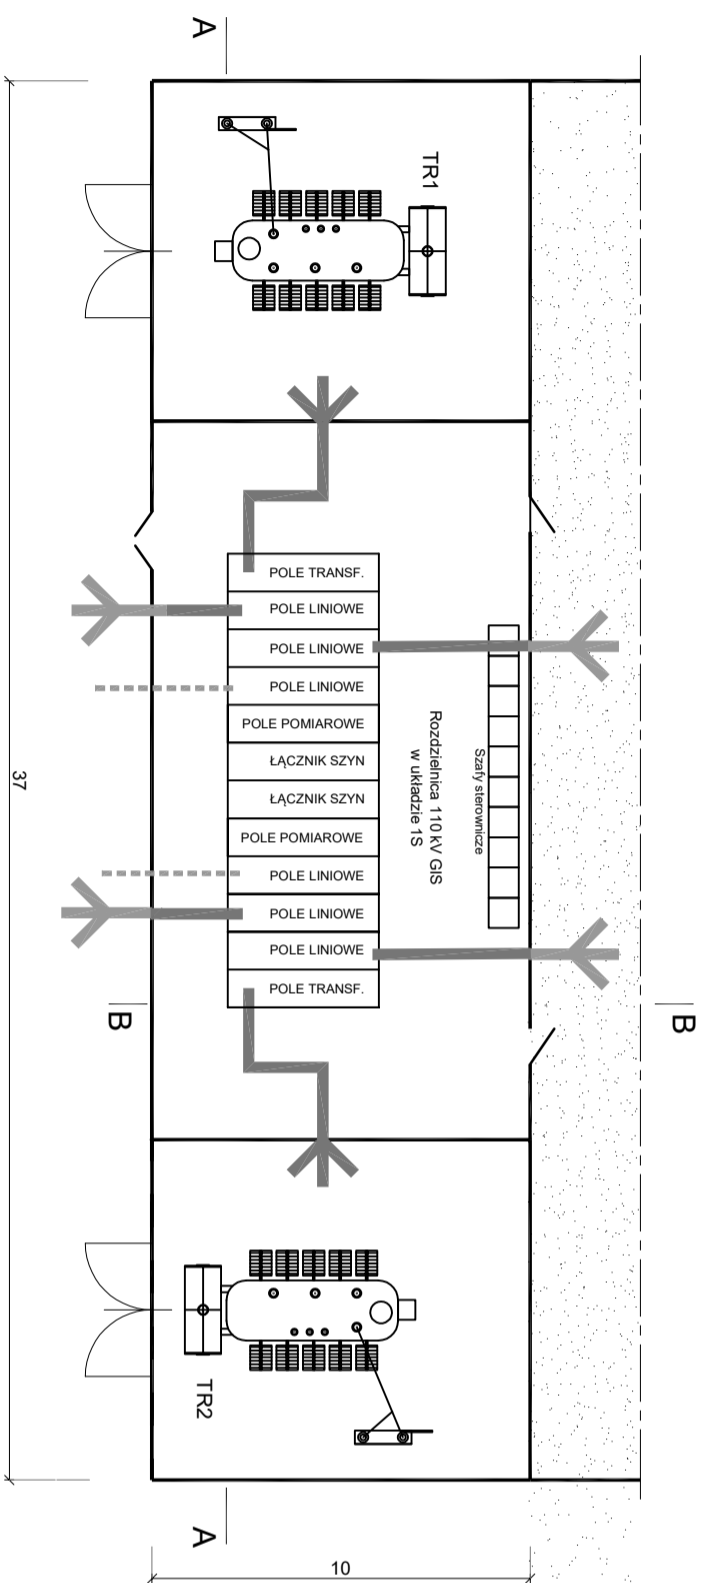 A
TR1
POLE TRANSF.
POLE LINIOWE
POLE LINIOWE
POLE LINIOWE
POLE POMIAROWE
ŁĄCZNIK SZYN
ŁĄCZNIK SZYN
POLE POMIAROWE
POLE LINIOWE
POLE LINIOWE
POLE LINIOWE
POLE TRANSF.
Rozdzielnica 110 kV GIS
w układzie 1S
Szafy sterownicze
37
B
B
TR2
A
10